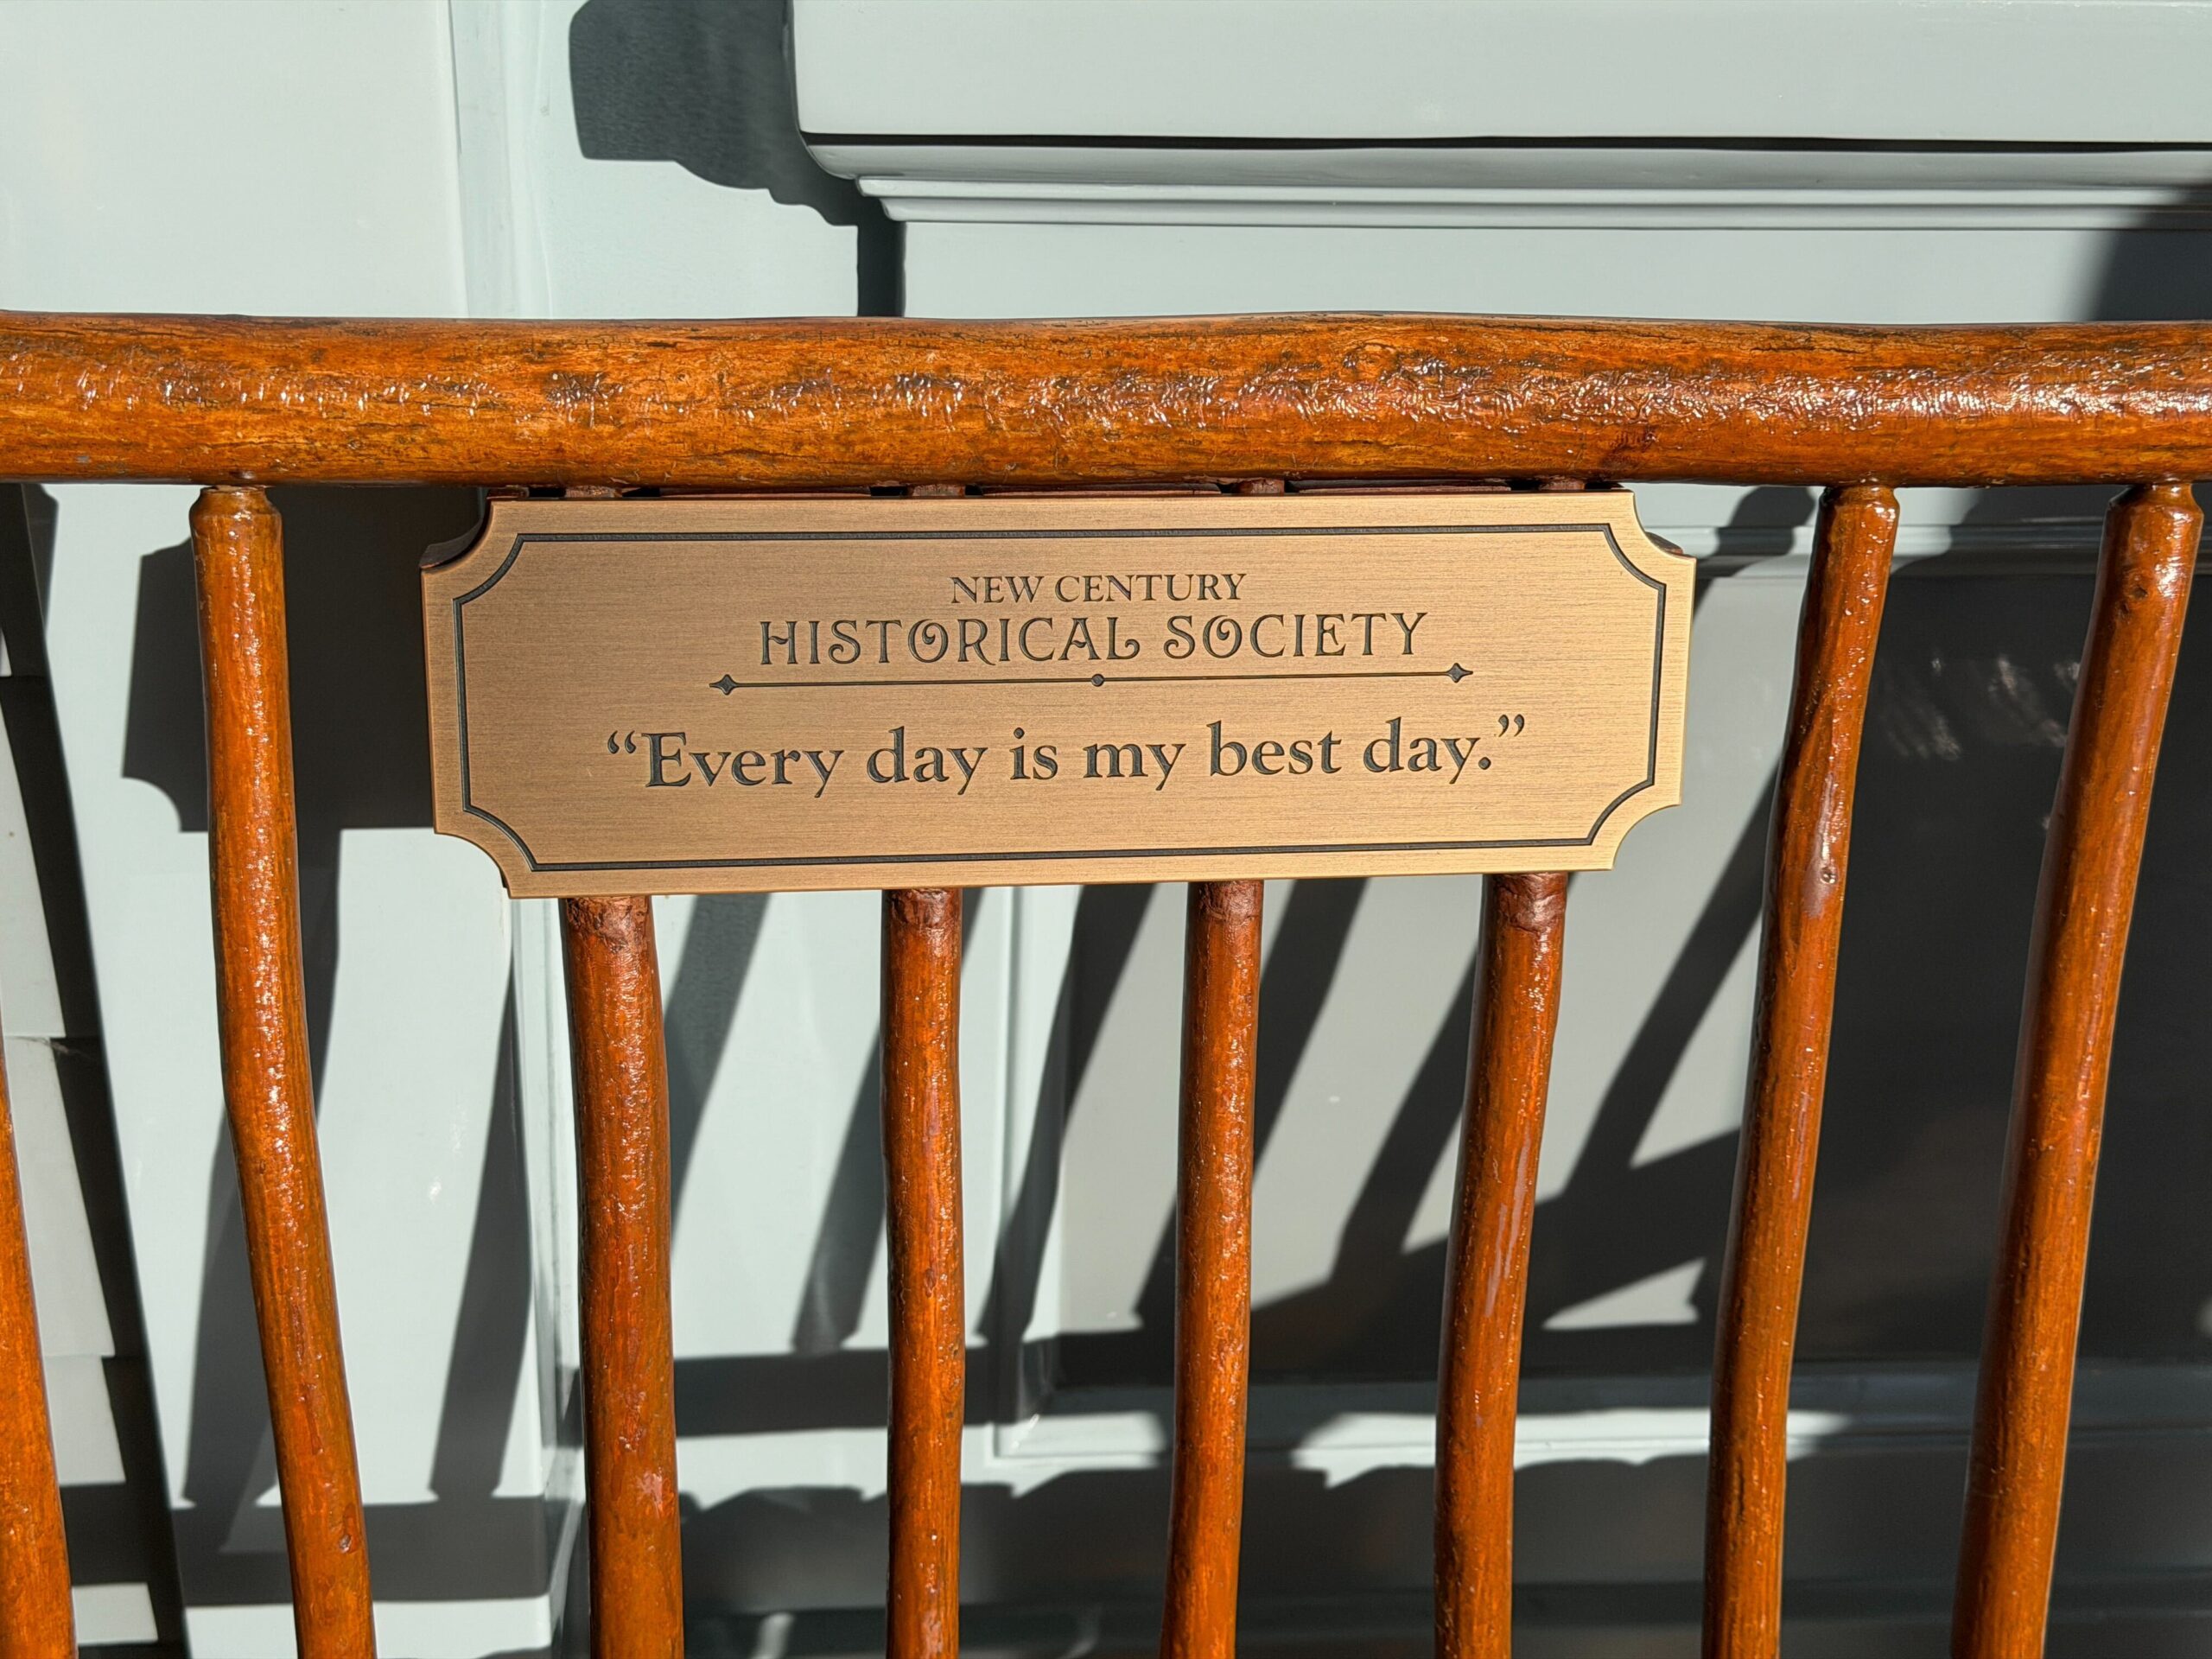 NEW CENTURY
HISTORICAL SOCIETY
“Every day is my best day.”